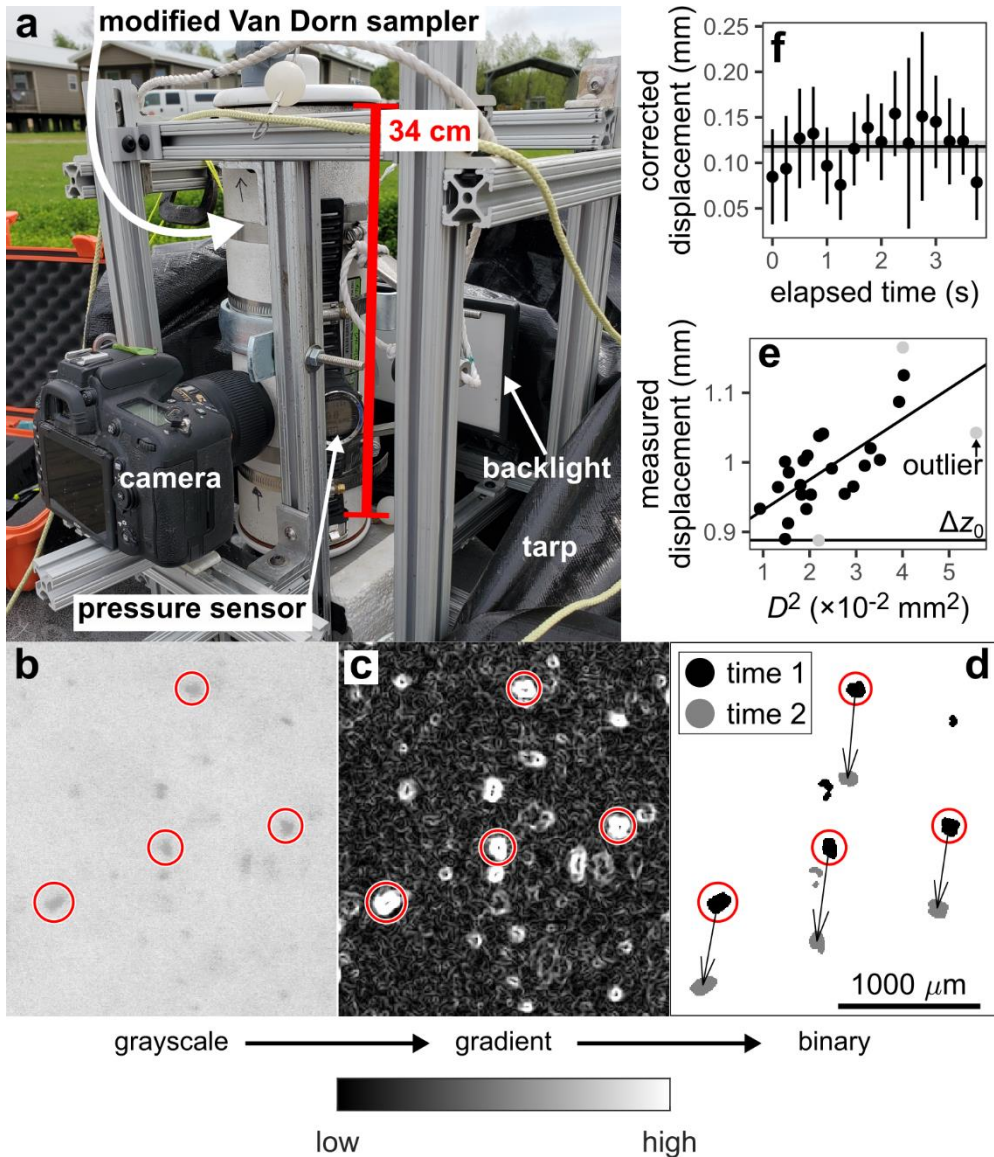 a
modified Van Dorn sampler
34 cm
camera
backlight
tarp
pressure sensor
f
corrected
displacement (mm)
0.25
0.20
0.15
0.10
0.05
0 1 2 3
elapsed time (s)
e
measured
displacement (mm)
1.1
1.0
0.9
outlier
Δz₀
1 2 3 4 5
D² (×10⁻² mm²)
b
c
d
time 1
time 2
1000 μm
grayscale
gradient
binary
low
high